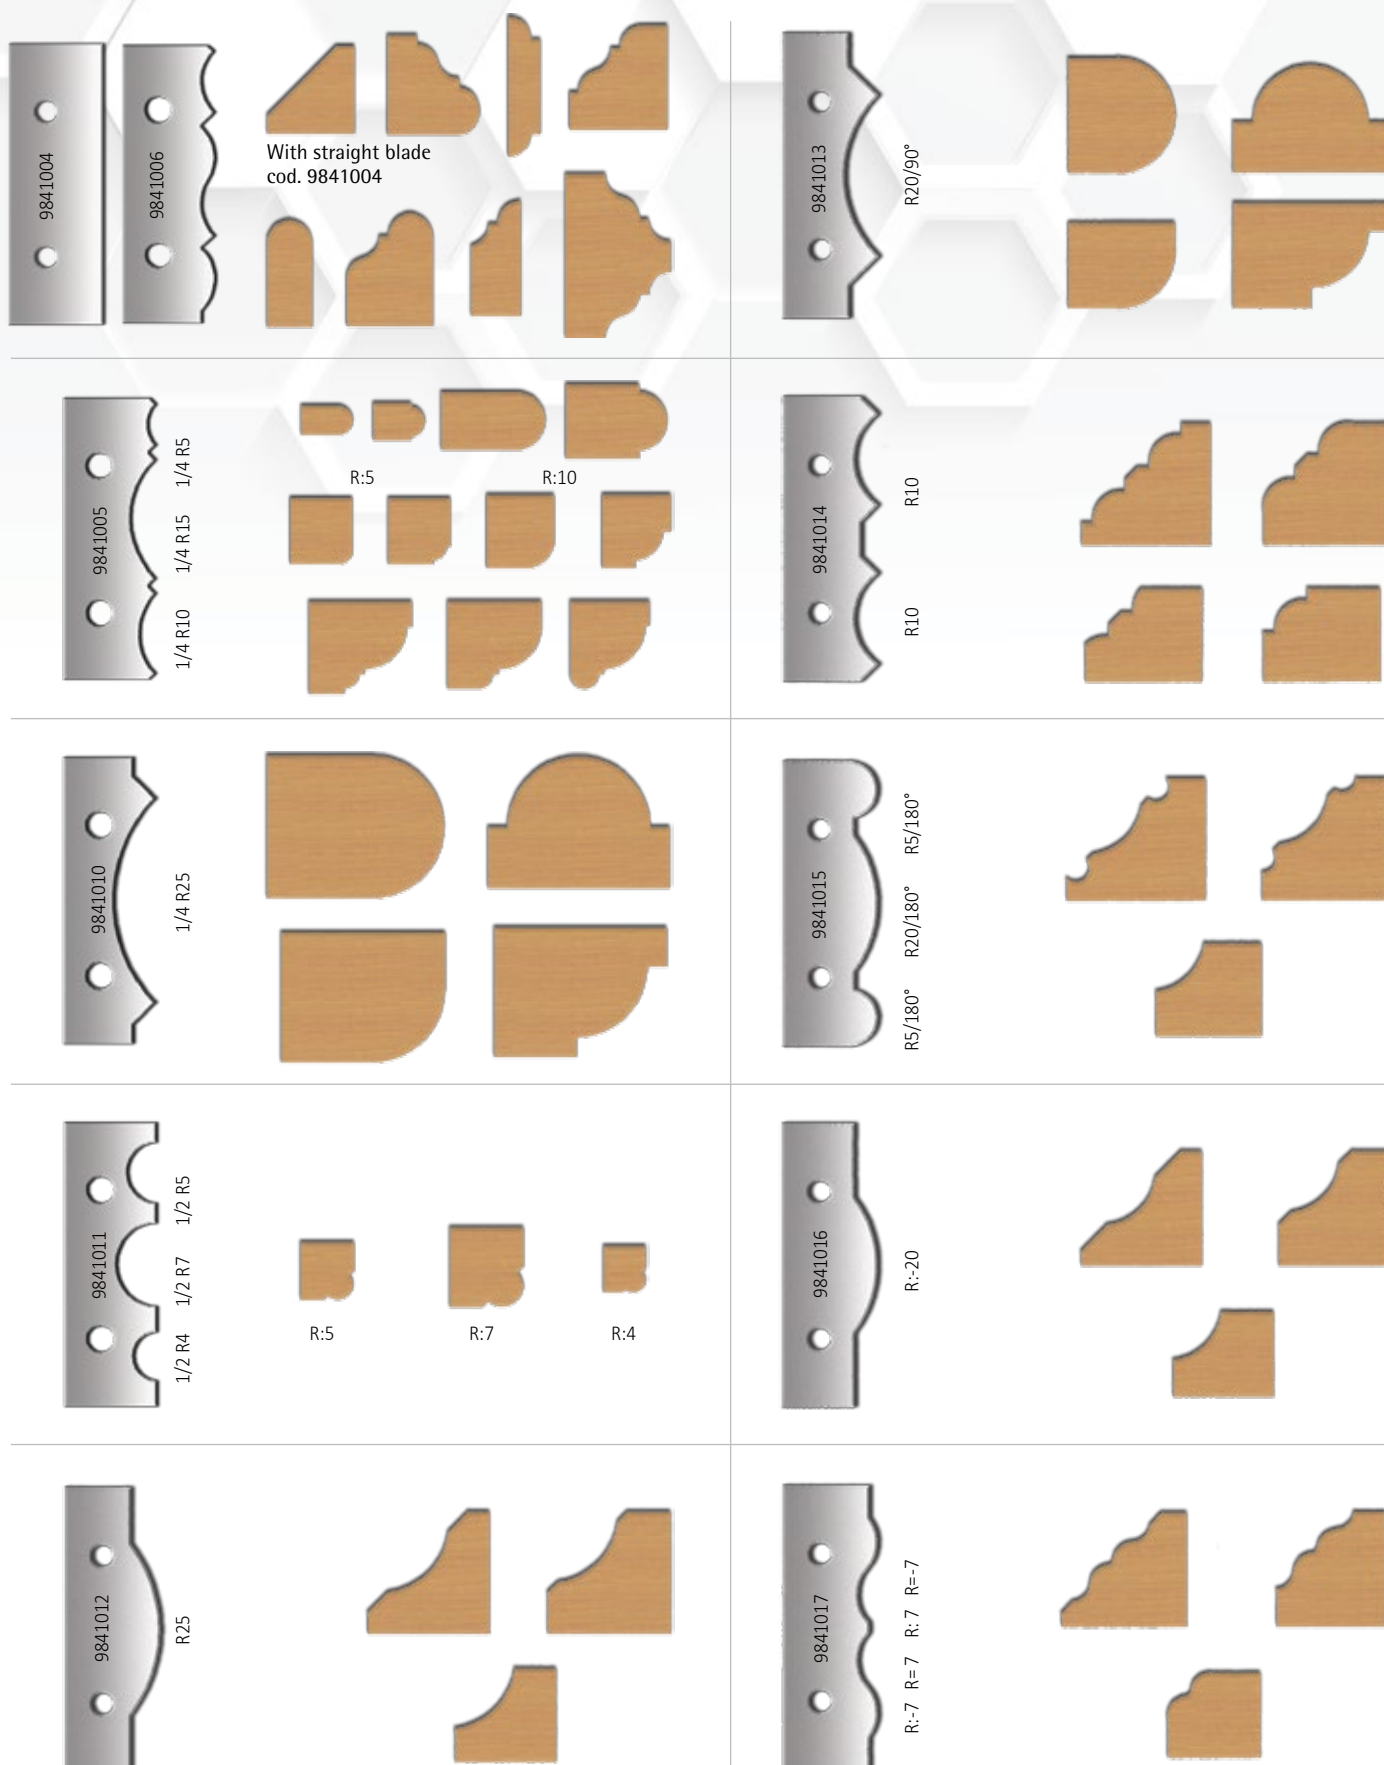 9841004
9841006
With straight blade
cod. 9841004
9841013
R20/90°
9841005
1/4 R5
1/4 R15
1/4 R10
R:5
R:10
9841014
R10
R10
9841010
1/4 R25
9841015
R5/180°
R20/180°
R5/180°
9841011
1/2 R5
1/2 R7
1/2 R4
R:5
R:7
R:4
9841016
R:-20
9841012
R25
9841017
R:-7 R=7 R:7 R=-7